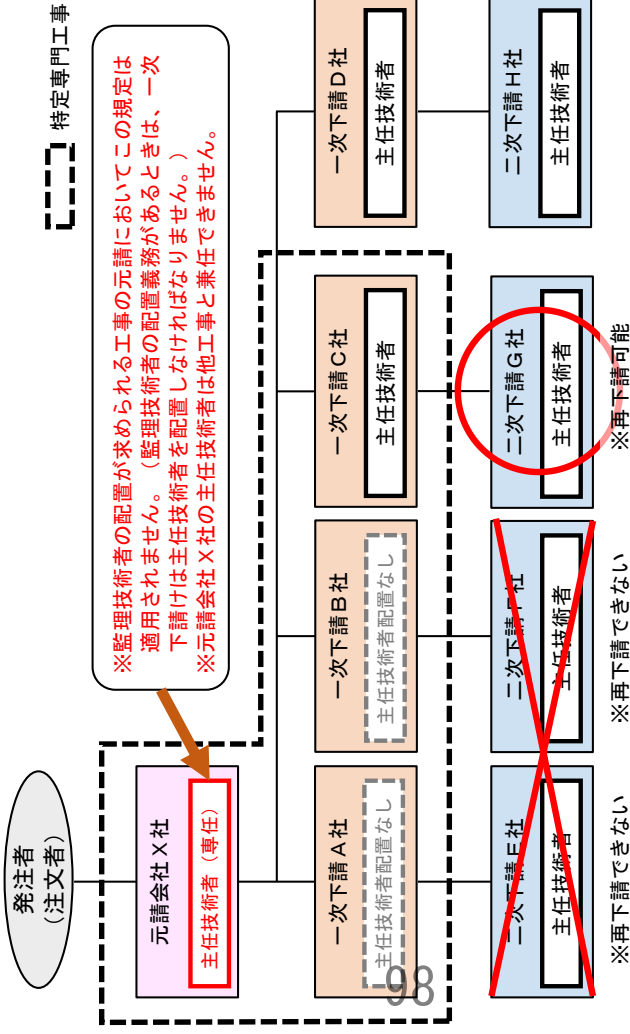 特定専門工事
発注者
（注文者）
※監理技術者の配置が求められる工事の元請においてこの規定は
適用されません。（監理技術者の配置義務があるときは、一次
下請けは主任技術者を配置しなければなりません。）
※元請会社X社の主任技術者は他工事と兼任できません。
元請会社X社
主任技術者（専任）
一次下請A社
主任技術者配置なし
一次下請B社
主任技術者配置なし
一次下請C社
主任技術者
一次下請D社
主任技術者
二次下請E社
主任技術者
二次下請F社
主任技術者
二次下請G社
主任技術者
二次下請H社
主任技術者
※再下請できない
※再下請できない
※再下請可能
98